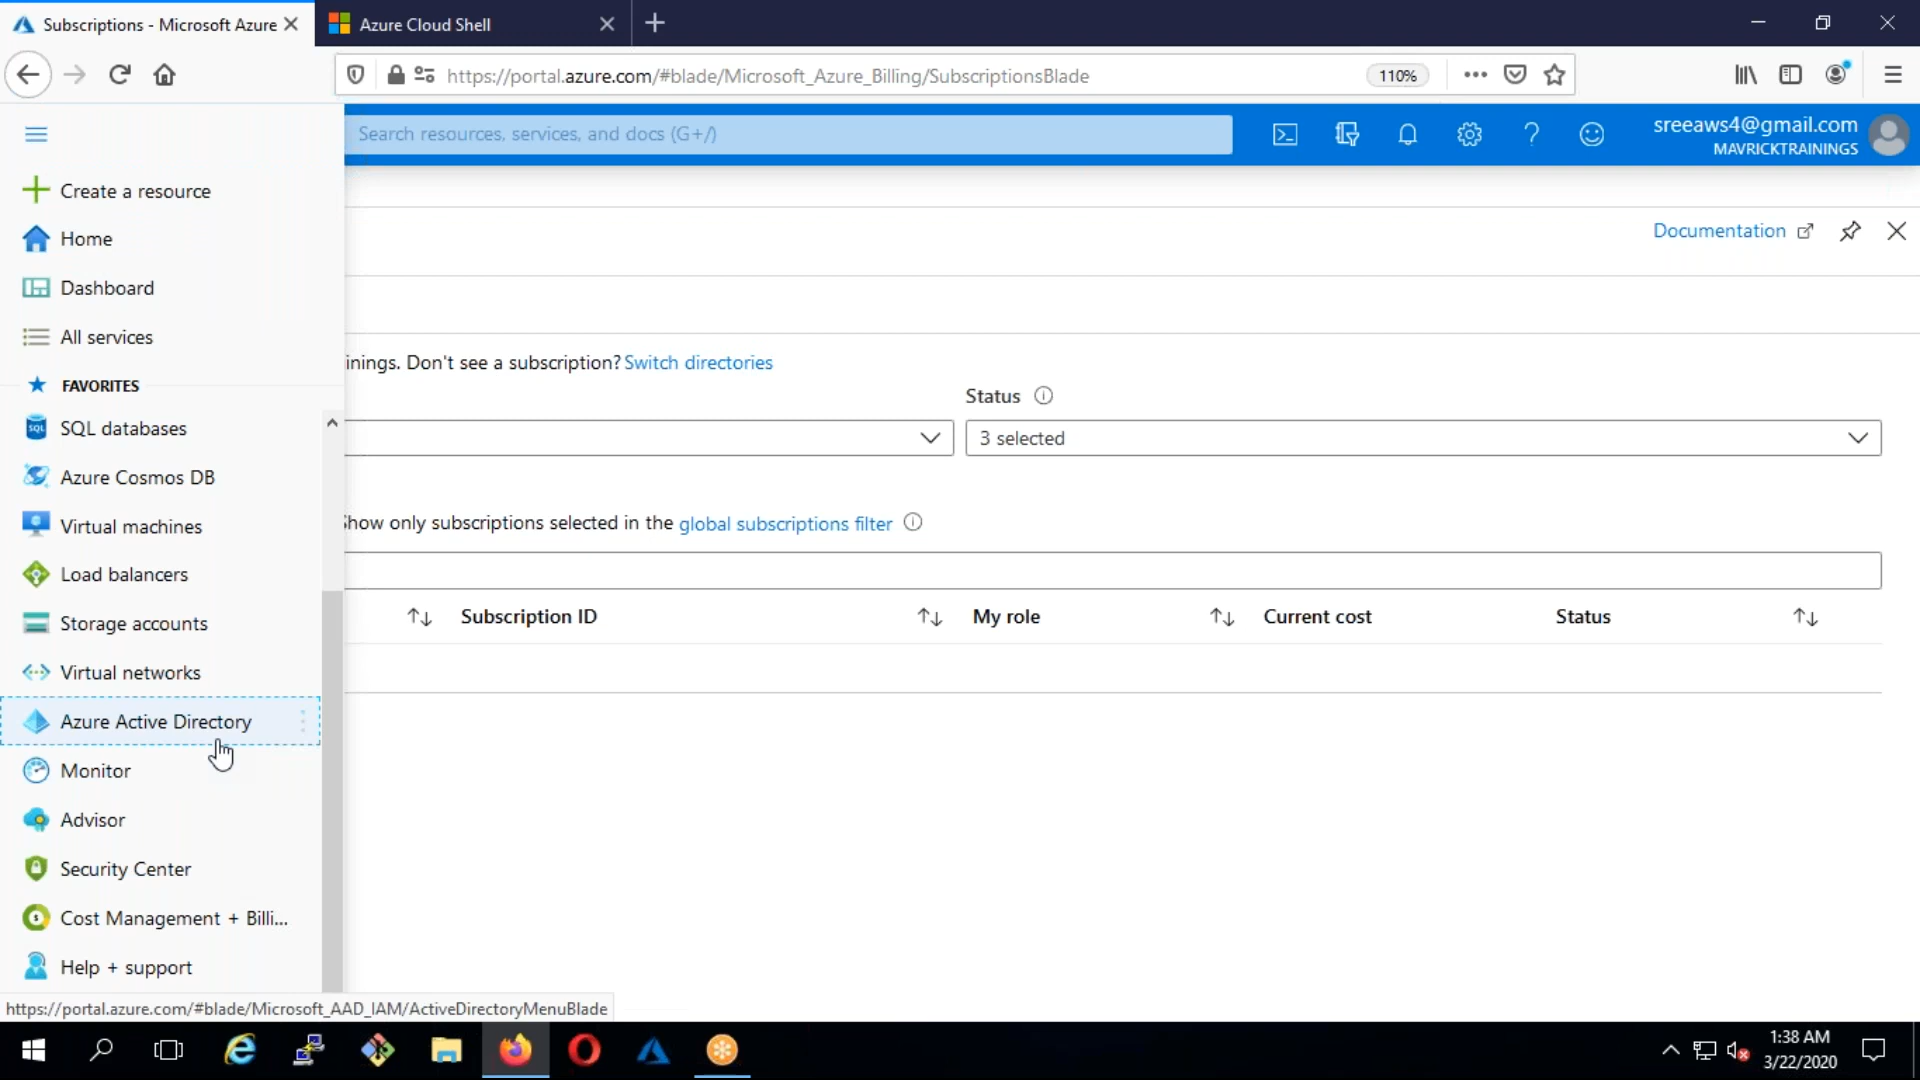 Subscriptions - Microsoft Azure
Azure Cloud Shell
https://portal.azure.com/#blade/Microsoft_Azure_Billing/SubscriptionsBlade
110%
Search resources, services, and docs (G+/)
sreeaws4@gmail.com
MAVRICKTRAININGS
Create a resource
Home
Dashboard
All services
FAVORITES
SQL databases
Azure Cosmos DB
Virtual machines
Load balancers
Storage accounts
Virtual networks
Azure Active Directory
Monitor
Advisor
Security Center
Cost Management + Billi...
Help + support
Documentation
inings. Don't see a subscription? Switch directories
Status
3 selected
Show only subscriptions selected in the global subscriptions filter
Subscription ID
My role
Current cost
Status
https://portal.azure.com/#blade/Microsoft_AAD_IAM/ActiveDirectoryMenuBlade
1:38 AM
3/22/2020